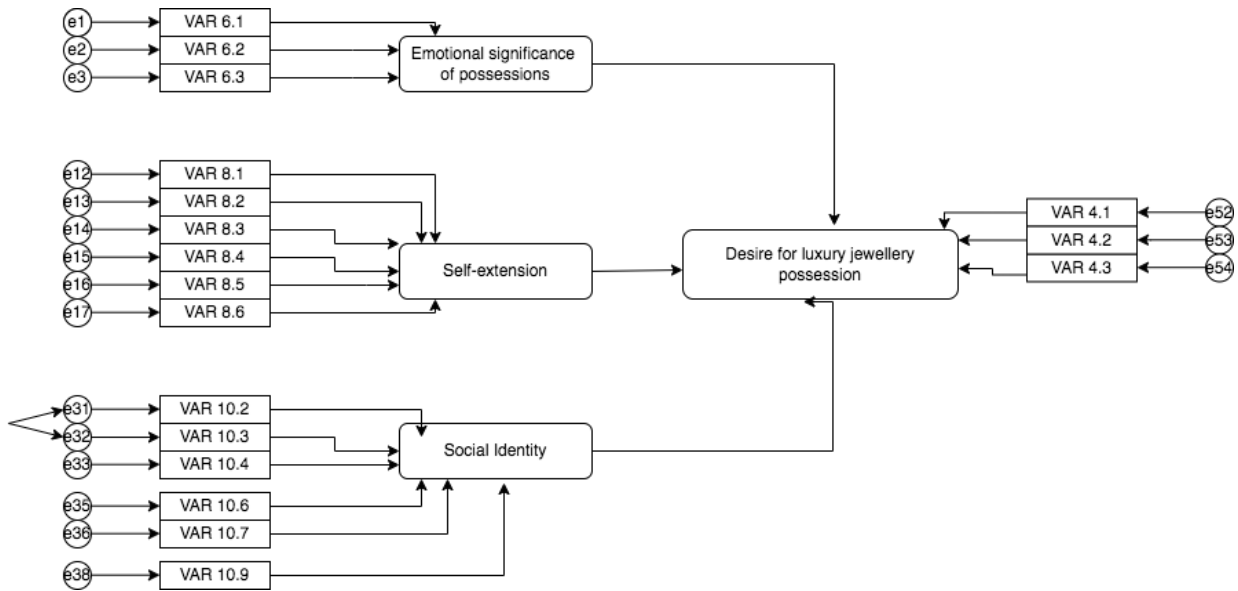 e1 VAR 6.1
e2 VAR 6.2
e3 VAR 6.3
Emotional significance
of possessions
e12 VAR 8.1
e13 VAR 8.2
e14 VAR 8.3
e15 VAR 8.4
e16 VAR 8.5
e17 VAR 8.6
Self-extension
Desire for luxury jewellery
possession
VAR 4.1 e52
VAR 4.2 e53
VAR 4.3 e54
e31 VAR 10.2
e32 VAR 10.3
e33 VAR 10.4
Social Identity
e35 VAR 10.6
e36 VAR 10.7
e38 VAR 10.9